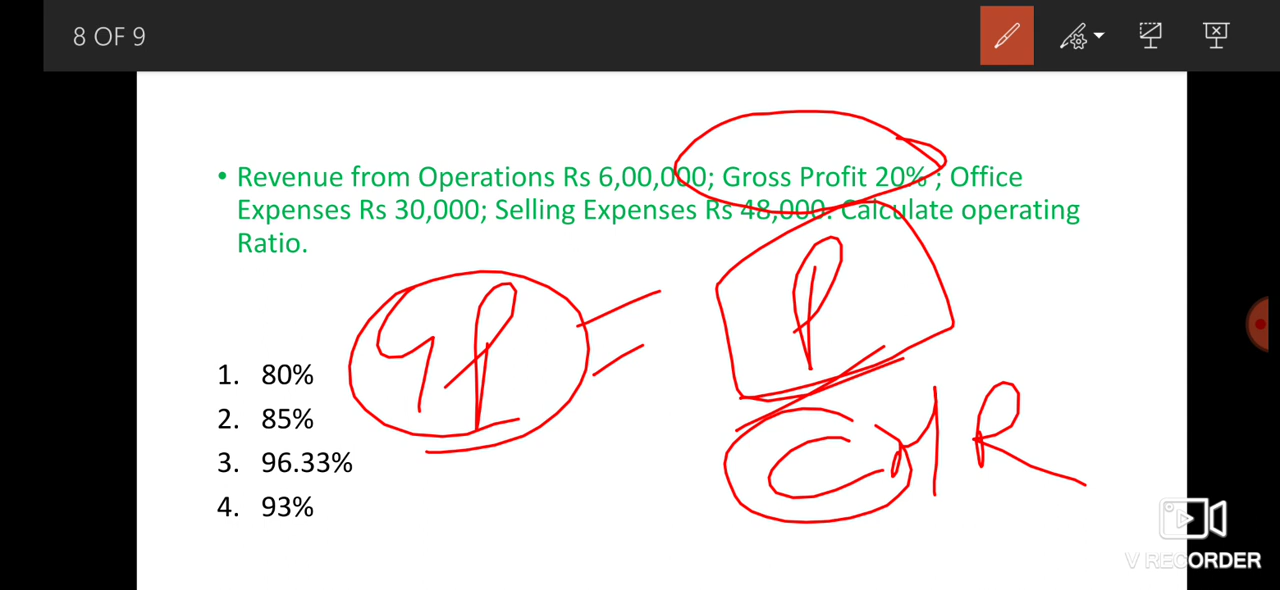 8 OF 9
• Revenue from Operations Rs 6,00,000; Gross Profit 20% ; Office
Expenses Rs 30,000; Selling Expenses Rs 48,000. Calculate operating
Ratio.
GP = P
C R
1. 80%
2. 85%
3. 96.33%
4. 93%
V RECORDER